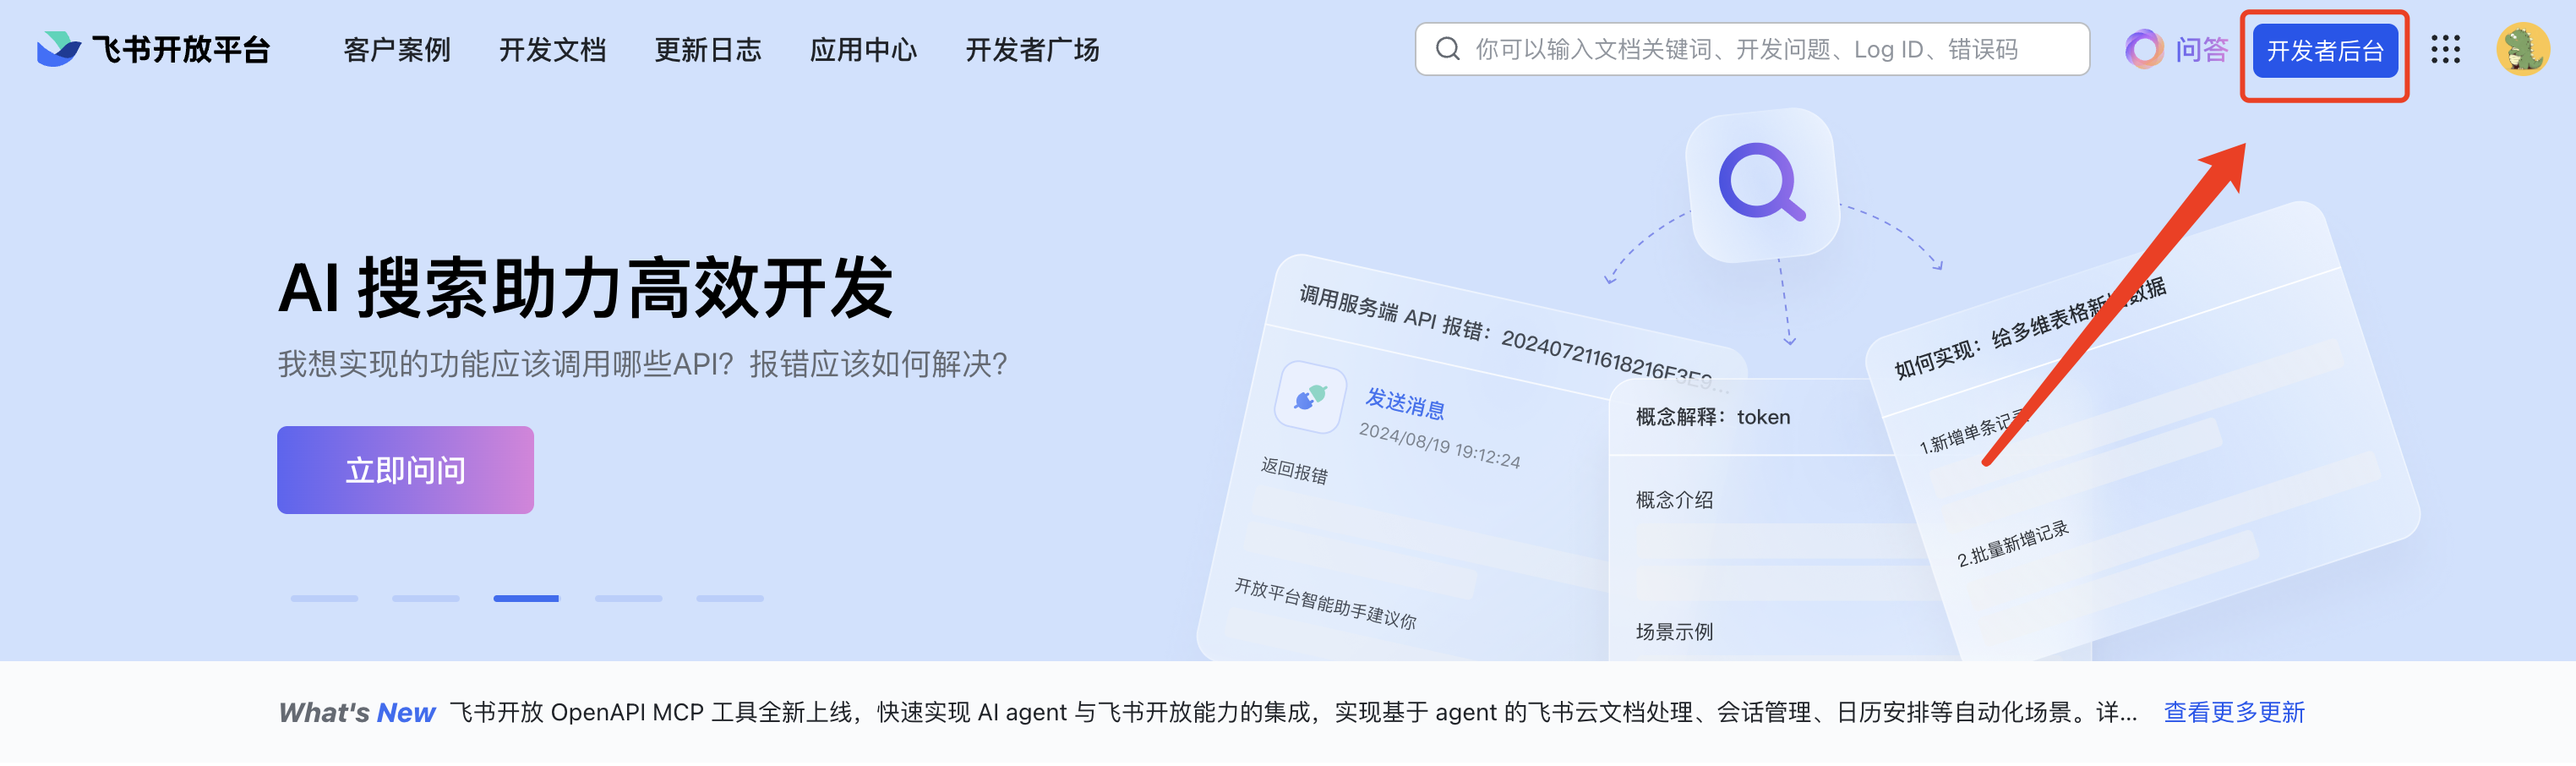 飞书开放平台
客户案例
开发文档
更新日志
应用中心
开发者广场
你可以输入文档关键词、开发问题、Log ID、错误码
问答
开发者后台
AI 搜索助力高效开发
我想实现的功能应该调用哪些API？报错应该如何解决？
立即问问
调用服务端 API 报错：202407211618216F3E9...
发送消息
2024/08/19 19:12:24
返回报错
开放平台智能助手建议你
概念解释：token
概念介绍
场景示例
如何实现：给多维表格新增数据
1.新增单条记录
2.批量新增记录
What's New 飞书开放 OpenAPI MCP 工具全新上线，快速实现 AI agent 与飞书开放能力的集成，实现基于 agent 的飞书云文档处理、会话管理、日历安排等自动化场景。详... 查看更多更新